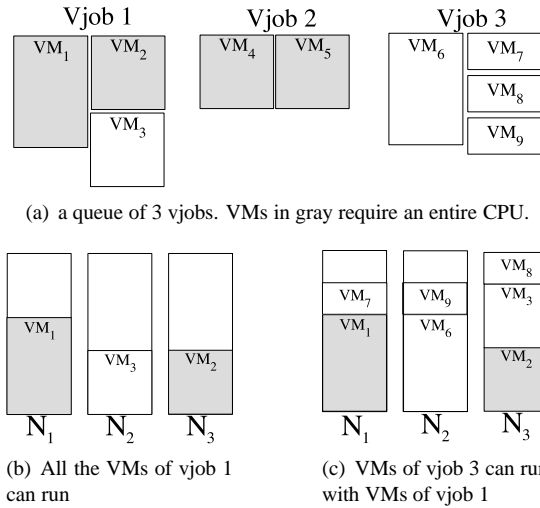 Vjob 1 Vjob 2 Vjob 3
VM1 VM2 VM4 VM5 VM6 VM7
VM8
VM3
VM9
(a) a queue of 3 vjobs. VMs in gray require an entire CPU.
VM8
VM7 VM9 VM3
VM1 VM1 VM6
VM3 VM2 VM2
N1 N2 N3 N1 N2 N3
(b) All the VMs of vjob 1
can run
(c) VMs of vjob 3 can run
with VMs of vjob 1